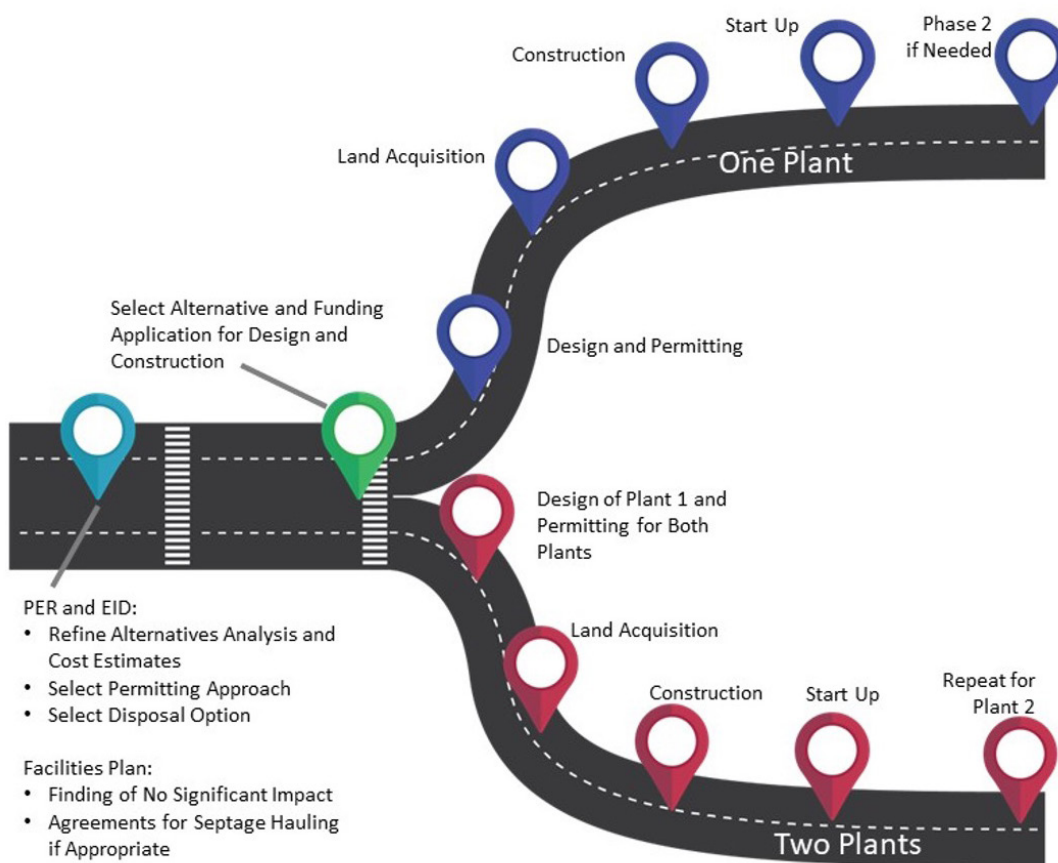 Phase 2
if Needed
Start Up
Construction
Land Acquisition
One Plant
Select Alternative and Funding
Application for Design and
Construction
Design and Permitting
Design of Plant 1 and
Permitting for Both
Plants
PER and EID:
• Refine Alternatives Analysis and
Cost Estimates
• Select Permitting Approach
• Select Disposal Option
Facilities Plan:
• Finding of No Significant Impact
• Agreements for Septage Hauling
if Appropriate
Land Acquisition
Construction
Start Up
Repeat for
Plant 2
Two Plants